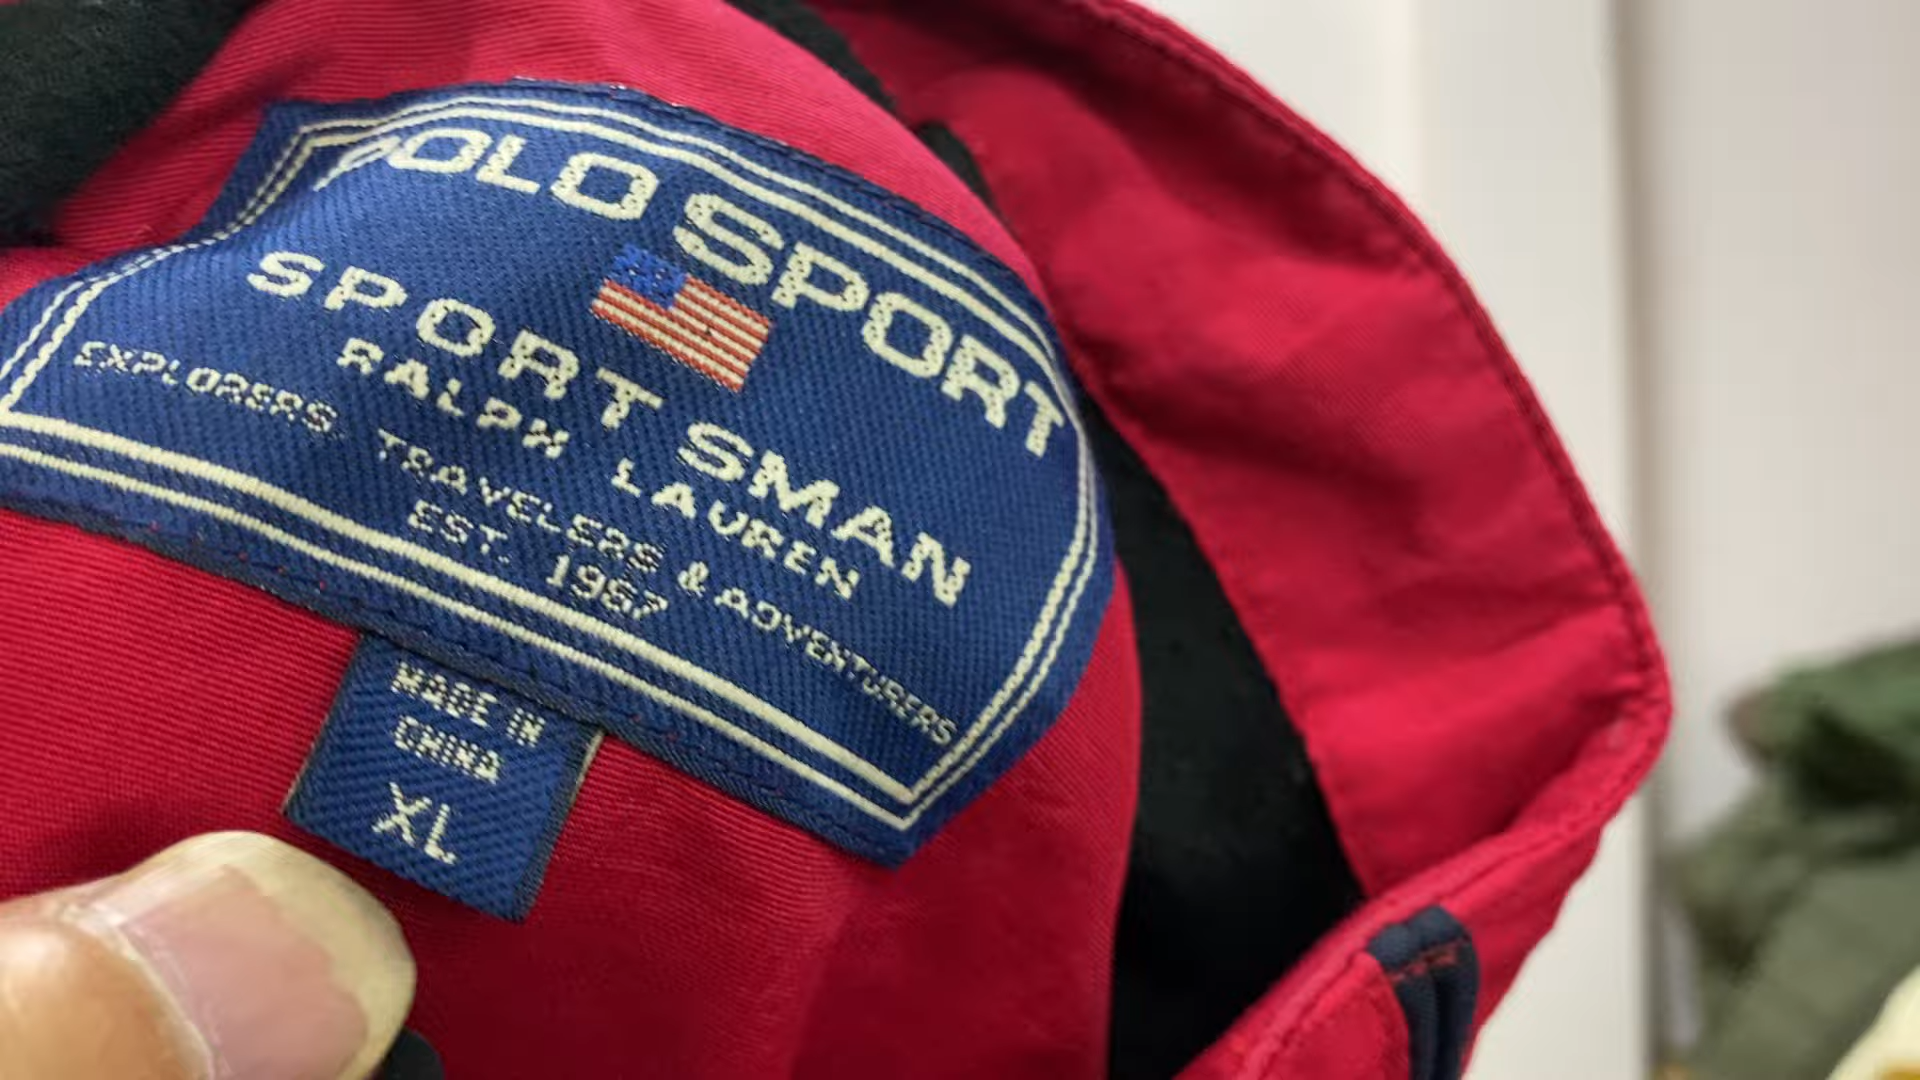 POLO SPORT
SPORTSMAN
RALPH LAUREN
EXPLORERS TRAVELERS & ADVENTURERS
EST. 1967
MADE IN
CHINA
XL